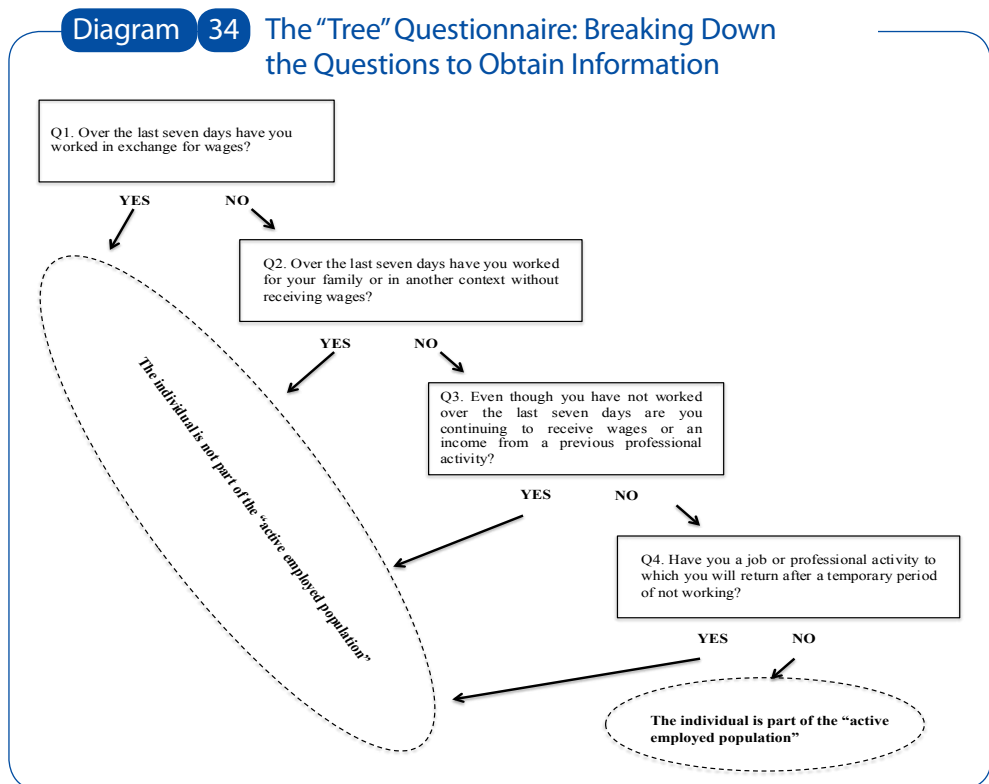 Diagram 34 The “Tree” Questionnaire: Breaking Down
the Questions to Obtain Information
Q1. Over the last seven days have you
worked in exchange for wages?
YES NO
Q2. Over the last seven days have you worked
for your family or in another context without
receiving wages?
YES NO
Q3. Even though you have not worked
over the last seven days are you
continuing to receive wages or an
income from a previous professional
activity?
YES NO
Q4. Have you a job or professional activity to
which you will return after a temporary period
of not working?
YES NO
The individual is not part of the “active employed population”
The individual is part of the “active
employed population”